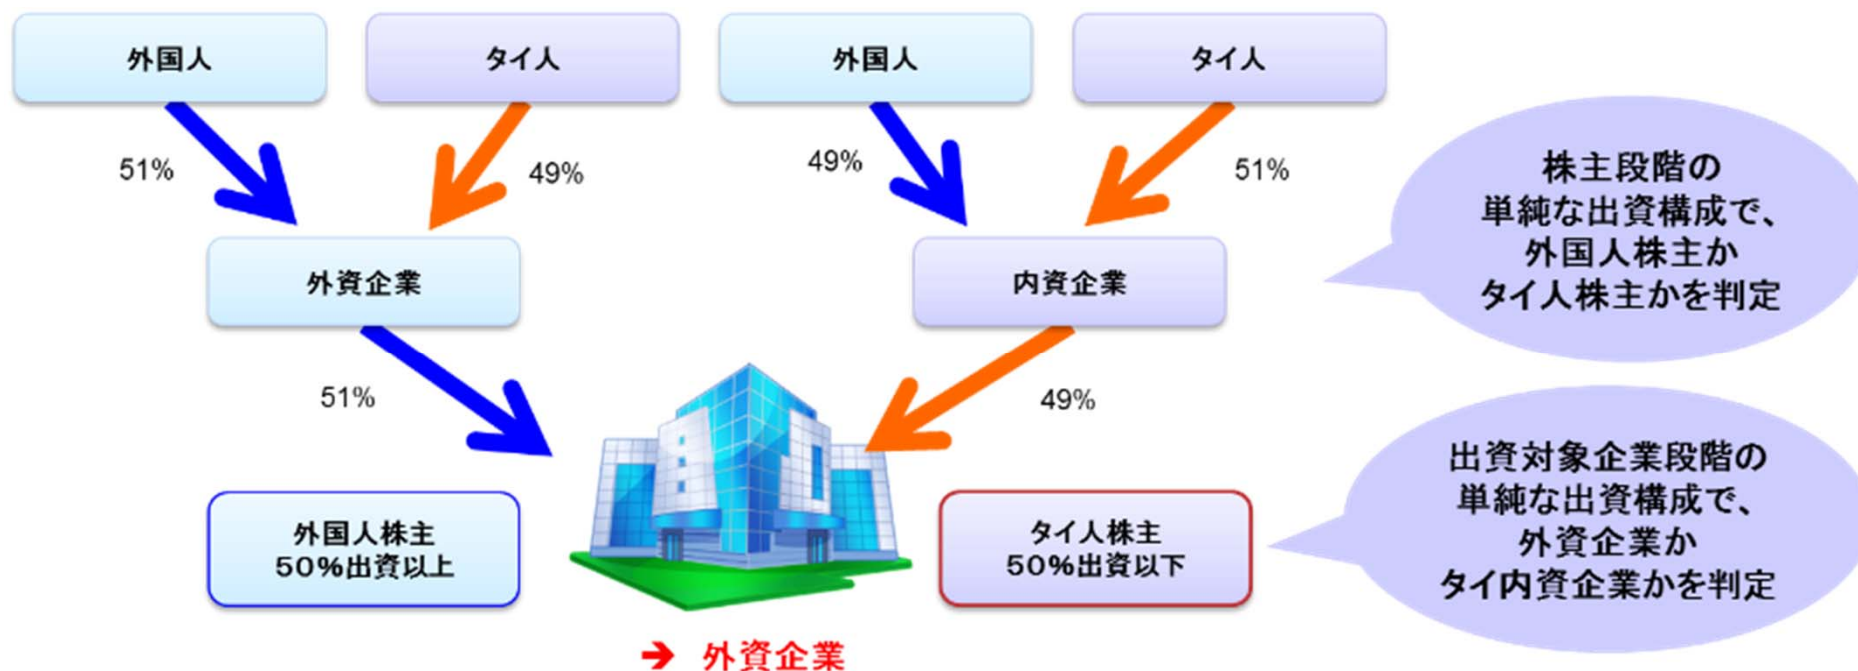 外国人
タイ人
外国人
タイ人
51%
49%
49%
51%
株主段階の
単純な出資構成で、
外国人株主か
タイ人株主かを判定
外資企業
内資企業
51%
49%
外国人株主
50%出資以上
タイ人株主
50%出資以下
出資対象企業段階の
単純な出資構成で、
外資企業か
タイ内資企業かを判定
➔ 外資企業